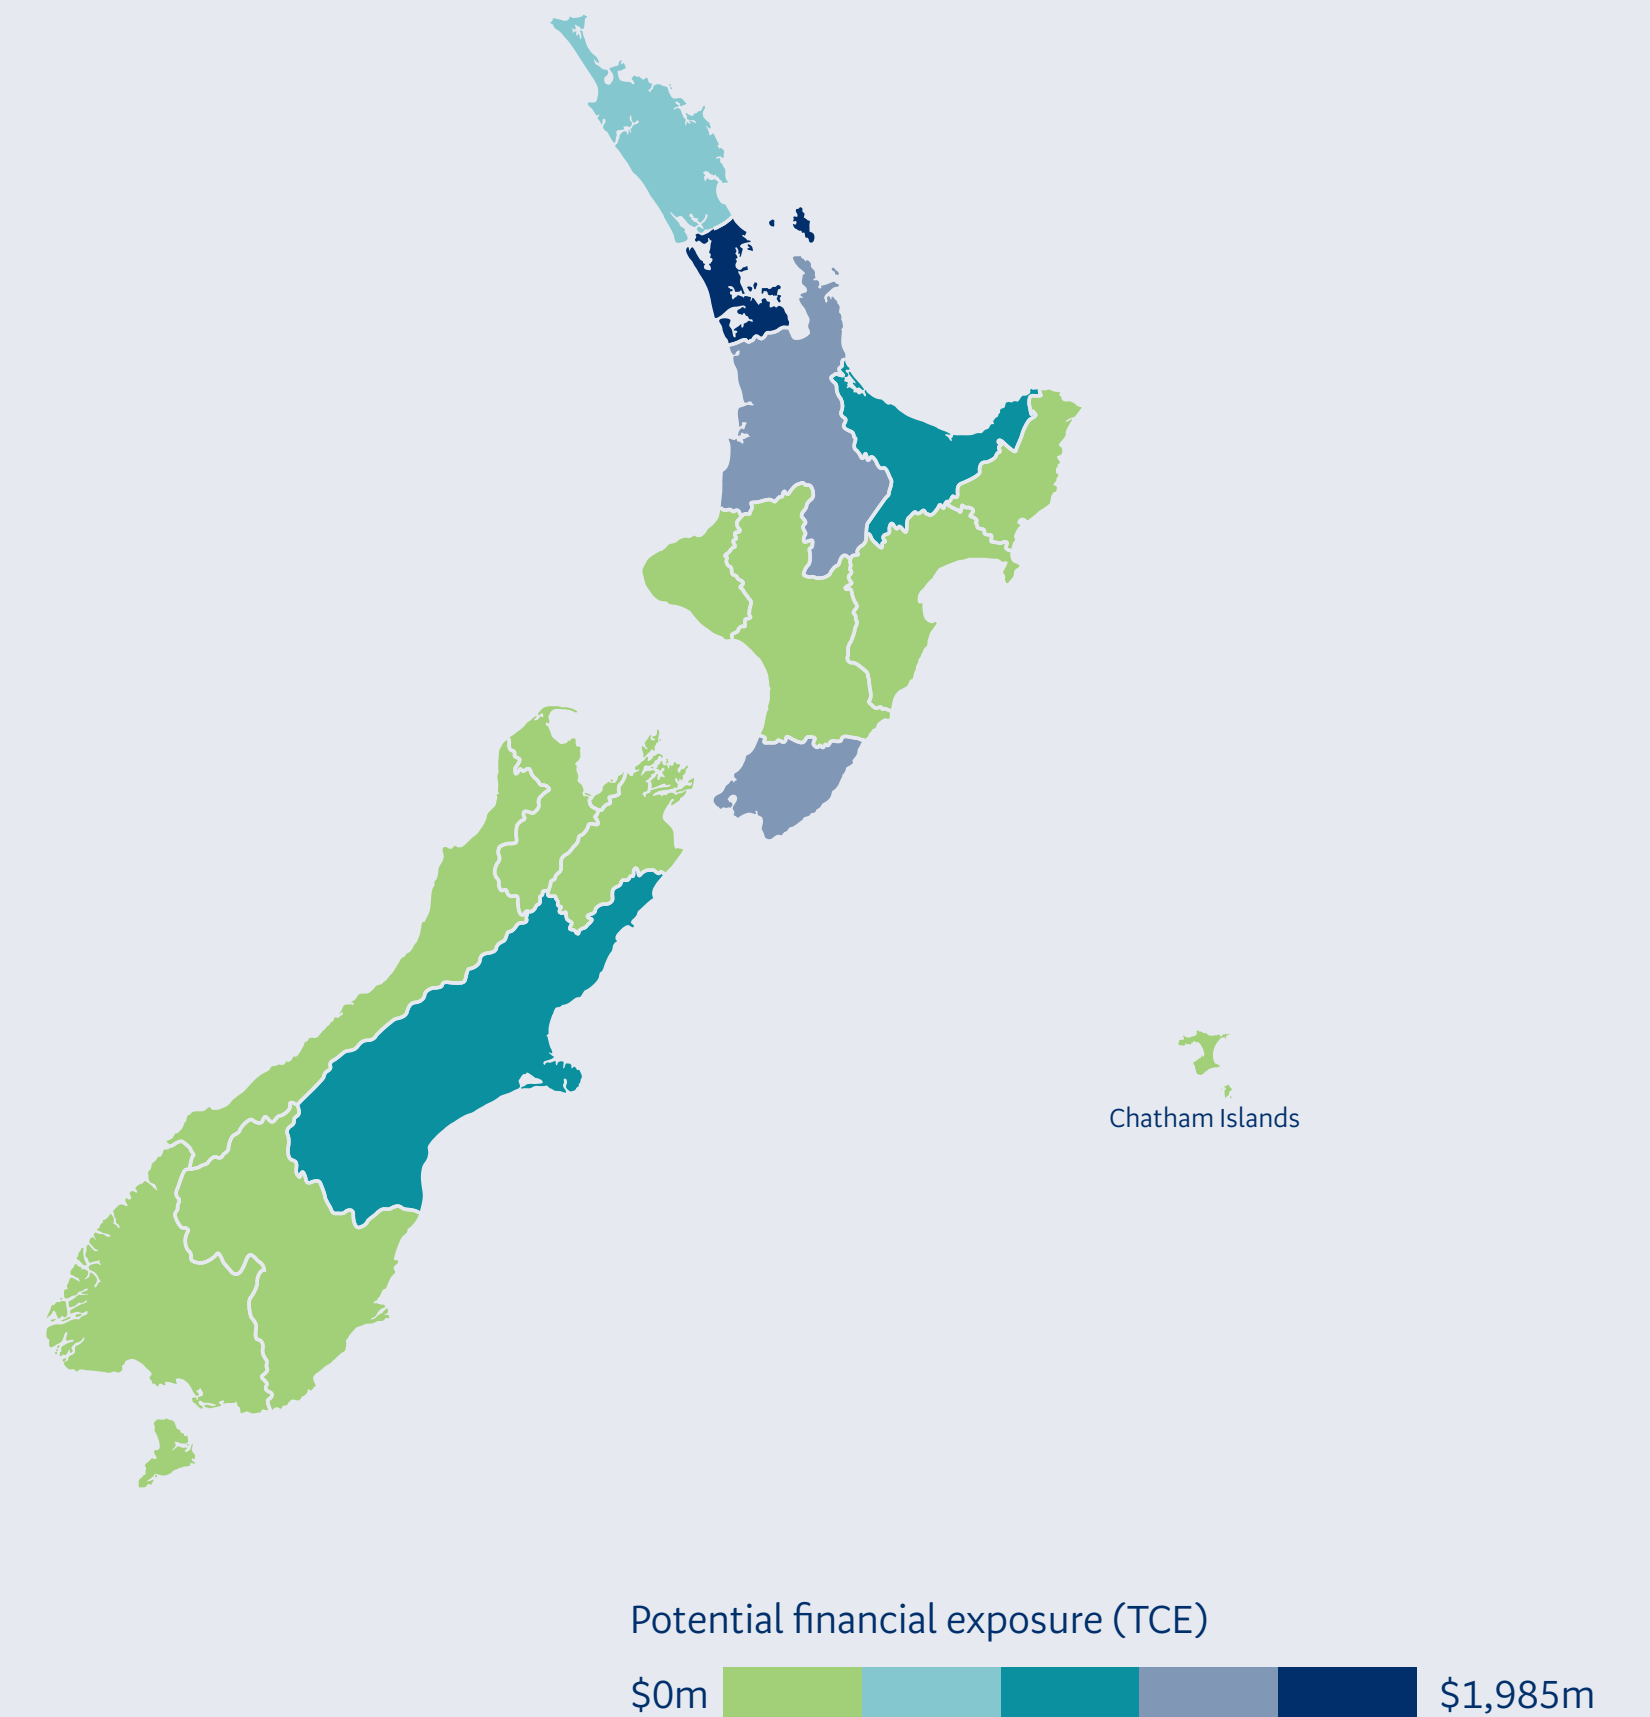 Chatham Islands
Potential financial exposure (TCE)
$0m $1,985m